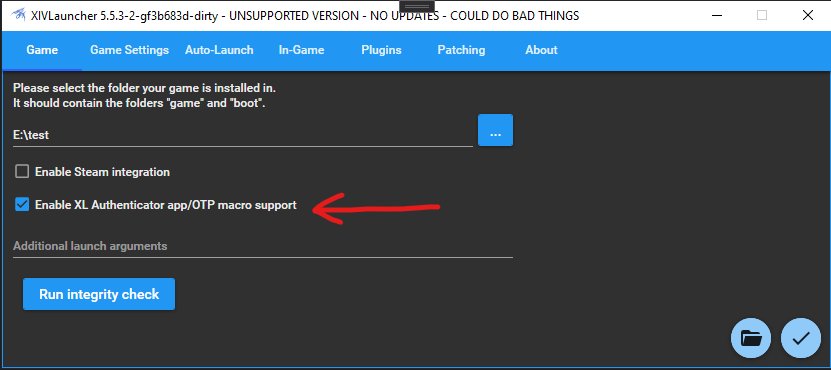 XIVLauncher 5.5.3-2-gf3b683d-dirty - UNSUPPORTED VERSION - NO UPDATES - COULD DO BAD THINGS
Game Game Settings Auto-Launch In-Game Plugins Patching About
Please select the folder your game is installed in.
It should contain the folders "game" and "boot".
E:\test ...
Enable Steam integration
Enable XL Authenticator app/OTP macro support
Additional launch arguments
Run integrity check